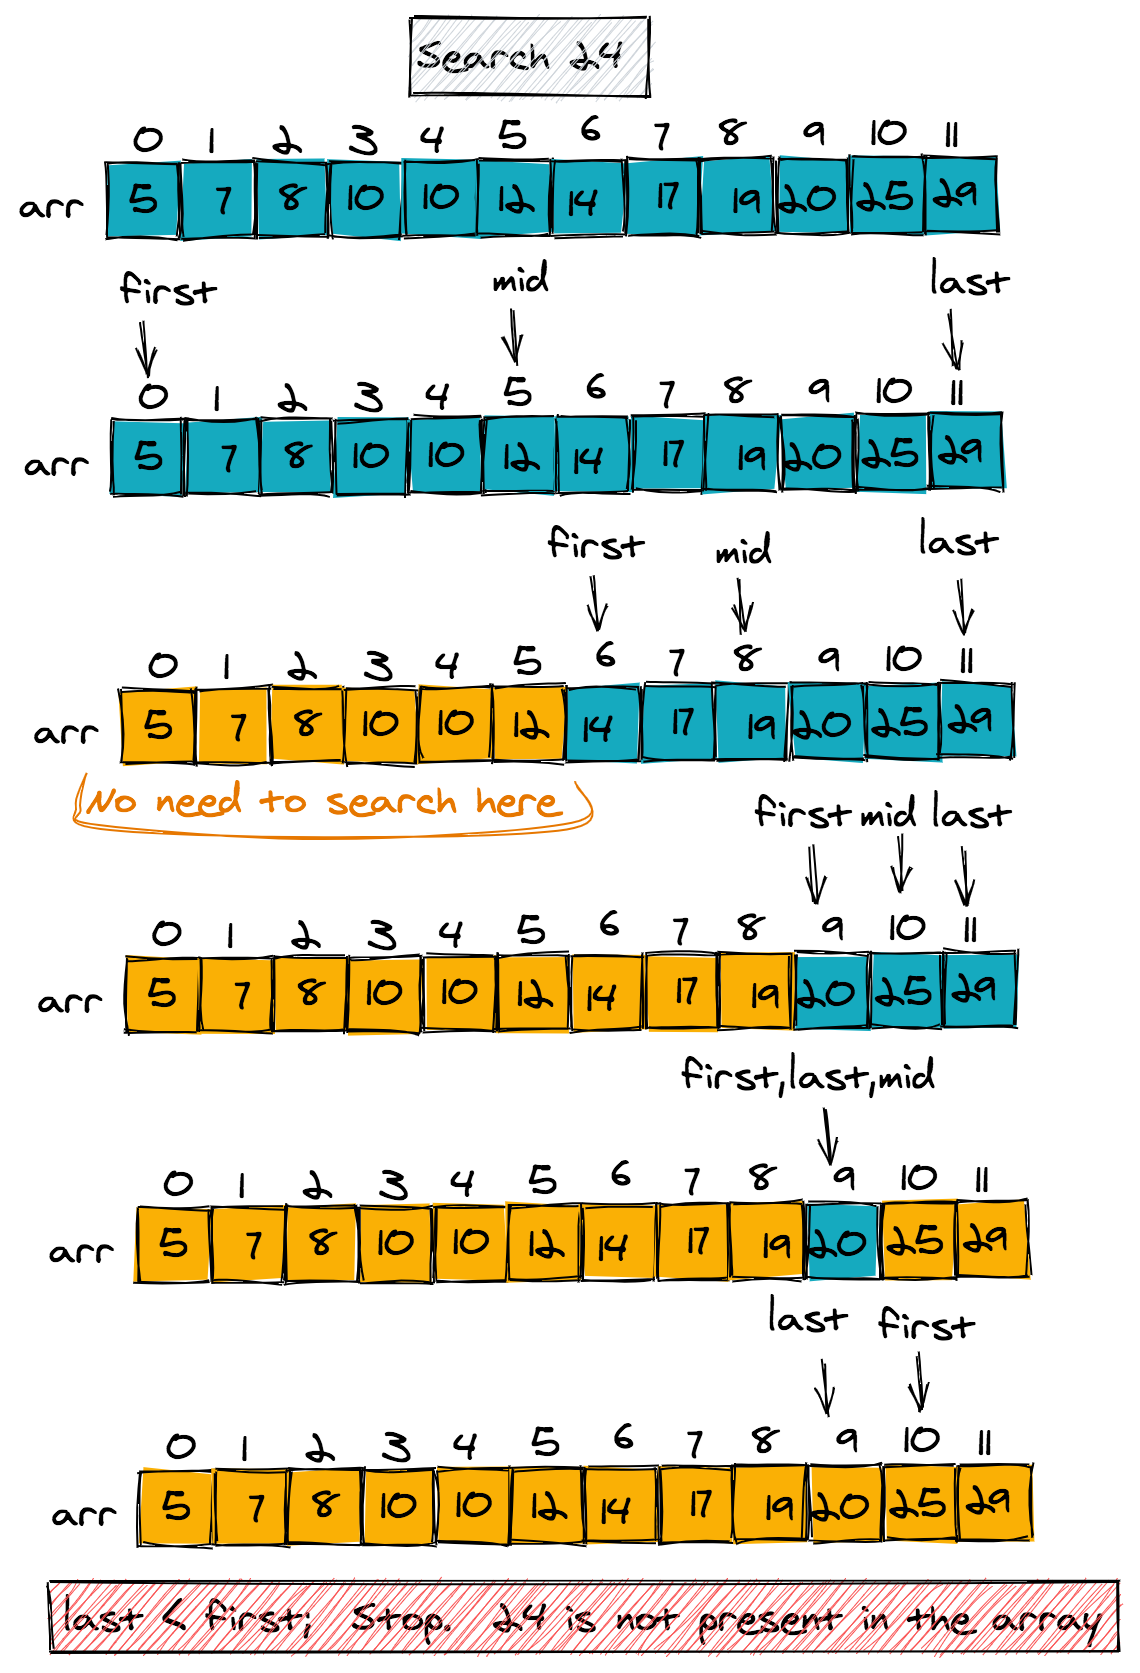 Search 24
0 1 2 3 4 5 6 7 8 9 10 11
arr 5 7 8 10 10 12 14 17 19 20 25 29
first mid last
0 1 2 3 4 5 6 7 8 9 10 11
arr 5 7 8 10 10 12 14 17 19 20 25 29
first mid last
0 1 2 3 4 5 6 7 8 9 10 11
arr 5 7 8 10 10 12 14 17 19 20 25 29
No need to search here
first mid last
0 1 2 3 4 5 6 7 8 9 10 11
arr 5 7 8 10 10 12 14 17 19 20 25 29
first,last,mid
0 1 2 3 4 5 6 7 8 9 10 11
arr 5 7 8 10 10 12 14 17 19 20 25 29
last first
0 1 2 3 4 5 6 7 8 9 10 11
arr 5 7 8 10 10 12 14 17 19 20 25 29
last < first; Stop. 24 is not present in the array